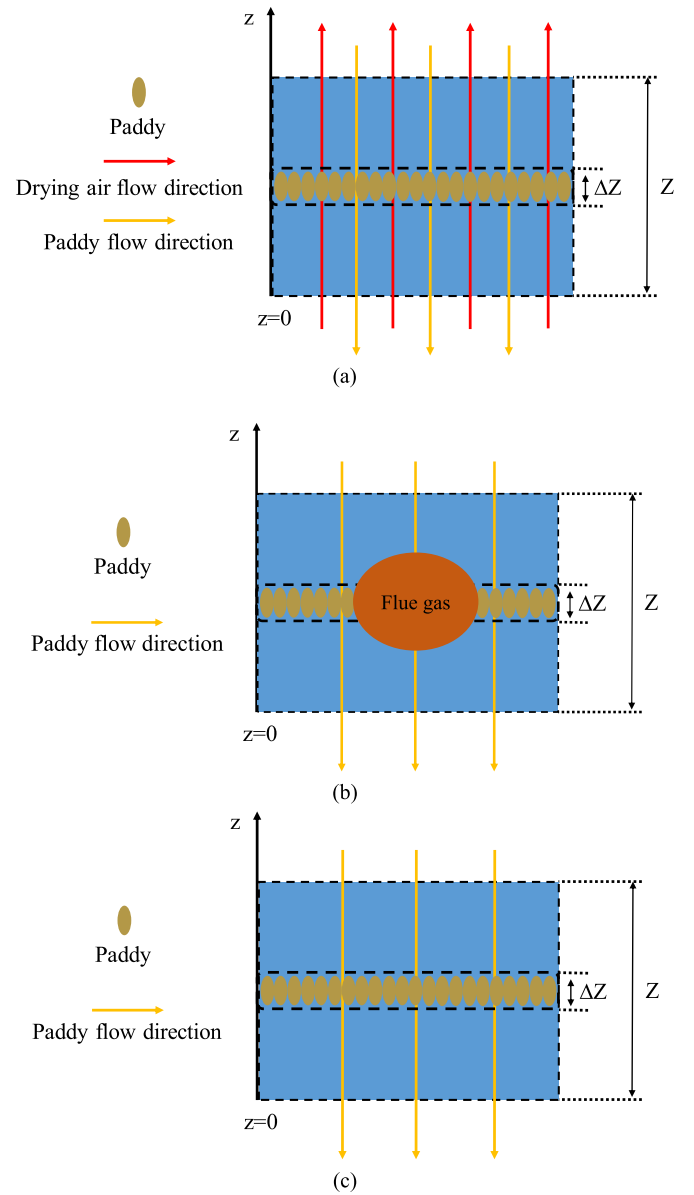 z
Paddy
Drying air flow direction
Paddy flow direction
ΔZ
Z
z=0
(a)
z
Paddy
Paddy flow direction
Flue gas
ΔZ
Z
z=0
(b)
z
Paddy
Paddy flow direction
ΔZ
Z
z=0
(c)